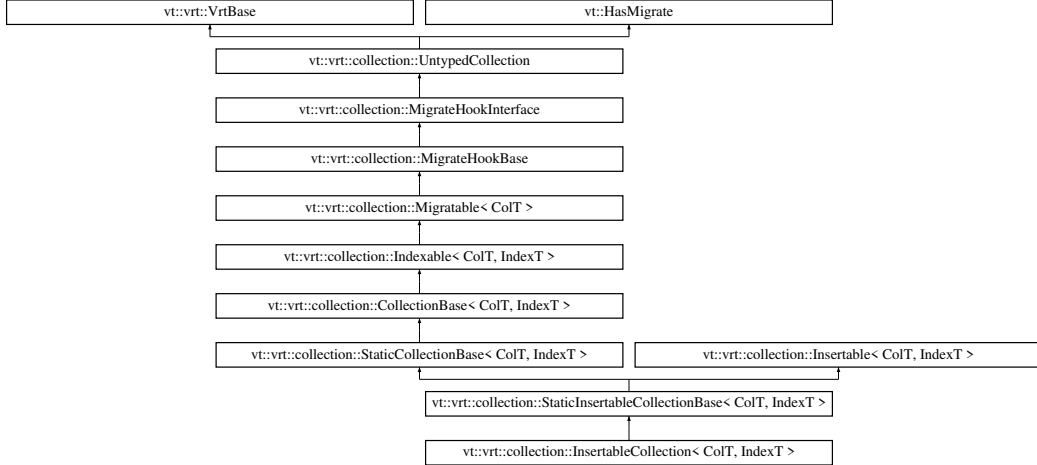 vt::vrt::VrtBase
vt::HasMigrate
vt::vrt::collection::UntypedCollection
vt::vrt::collection::MigrateHookInterface
vt::vrt::collection::MigrateHookBase
vt::vrt::collection::Migratable< ColT >
vt::vrt::collection::Indexable< ColT, IndexT >
vt::vrt::collection::CollectionBase< ColT, IndexT >
vt::vrt::collection::StaticCollectionBase< ColT, IndexT >
vt::vrt::collection::Insertable< ColT, IndexT >
vt::vrt::collection::StaticInsertableCollectionBase< ColT, IndexT >
vt::vrt::collection::InsertableCollection< ColT, IndexT >